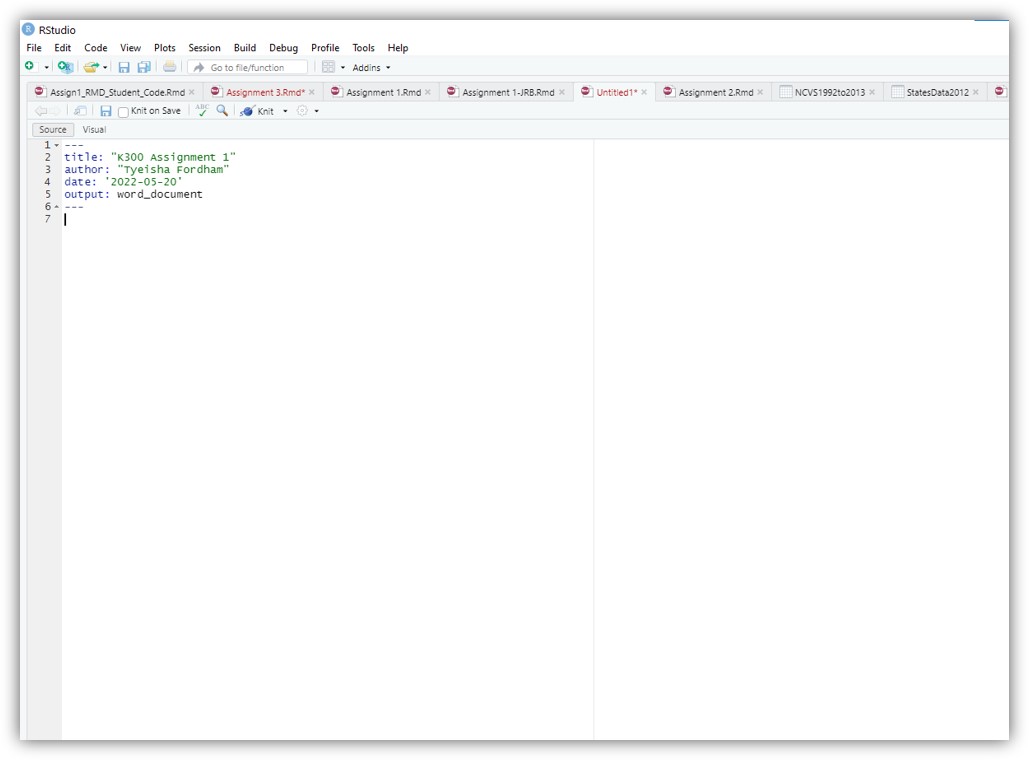 RStudio
File Edit Code View Plots Session Build Debug Profile Tools Help
Go to file/function Addins
Assign1_RMD_Student_Code.Rmd Assignment 3.Rmd* Assignment 1.Rmd Assignment 1-JRB.Rmd Untitled1* Assignment 2.Rmd NCVS1992to2013 StatesData2012
Knit on Save ABC Knit
Source Visual
1 ---
2 title: "K300 Assignment 1"
3 author: "Tyeisha Fordham"
4 date: '2022-05-20'
5 output: word_document
6 ---
7